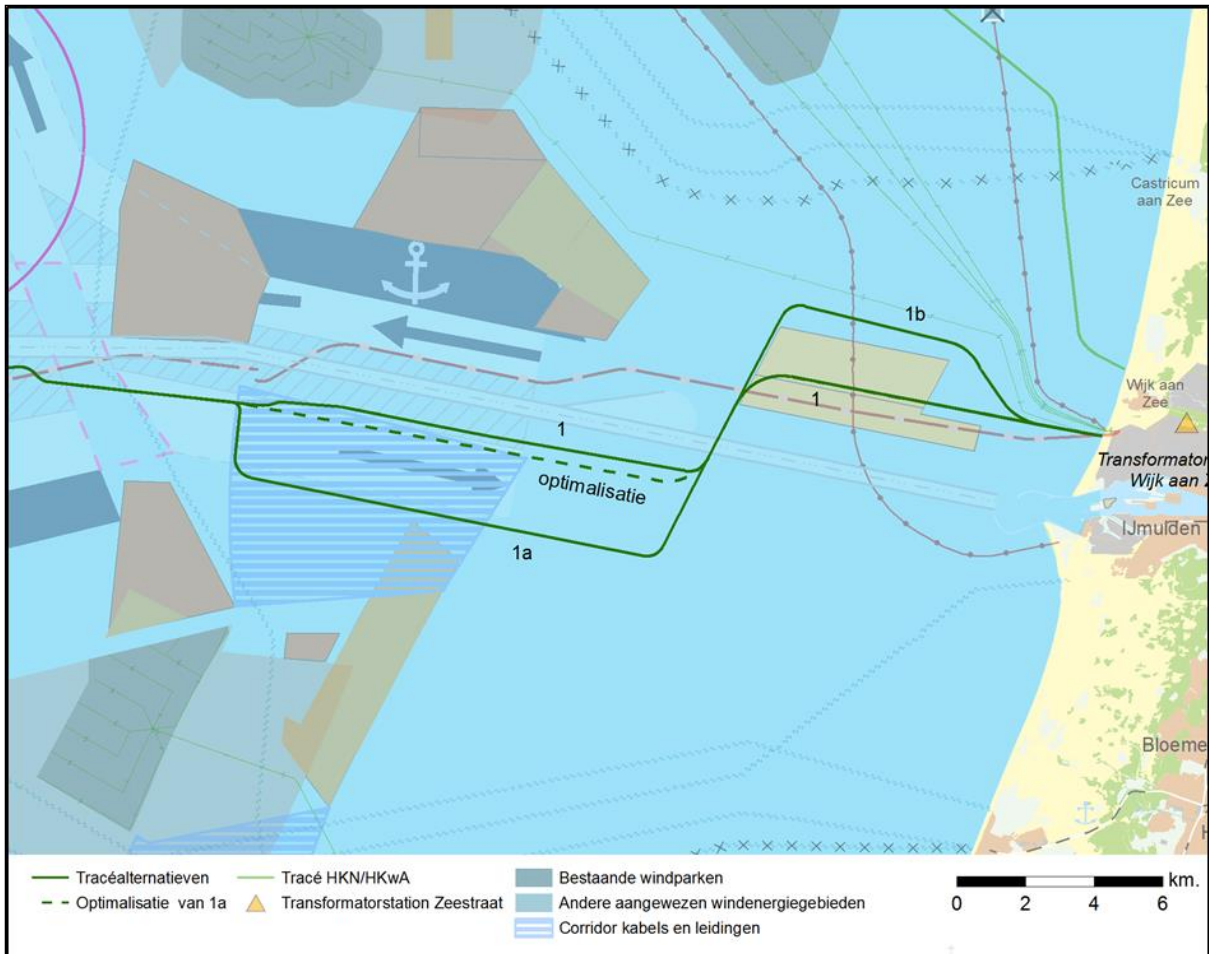 Castricum
aan Zee
1b
Wijk aan
Zee
1
1
Transformator
Wijk aan Z
optimalisatie
IJmuiden
1a
Bloeme
H
Tracéalternatieven
Optimalisatie van 1a
Tracé HKN/HKwA
Transformatorstation Zeestraat
Bestaande windparken
Andere aangewezen windenergiegebieden
Corridor kabels en leidingen
km.
0 2 4 6